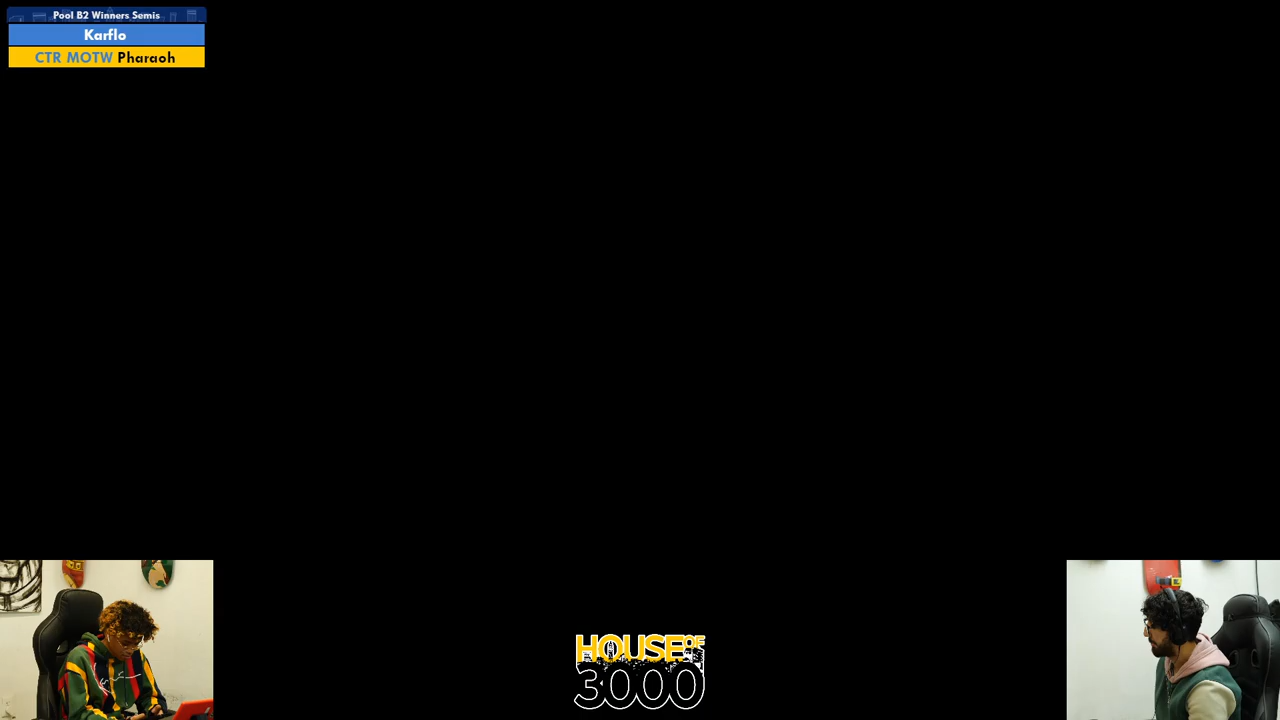 Pool B2 Winners Semis
Karflo
CTR MOTW Pharaoh
HOUSE OF
3000